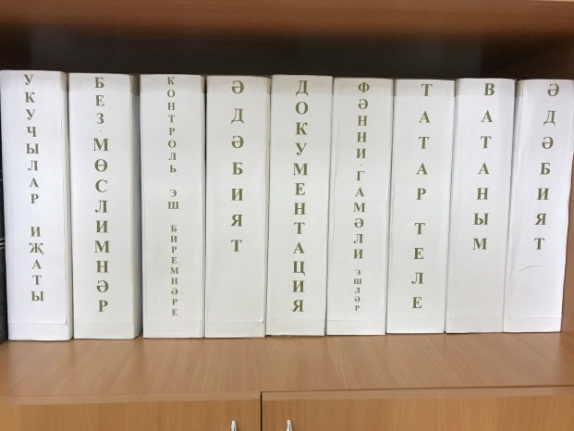 УКУЧЫЛАР ИҖАТЫ
БЕЗ-МӨСЛИМНӘР
КОНТРОЛЬ ЭШ БИРЕМНӘРЕ
ӘДӘБИЯТ
ДОКУМЕНТАЦИЯ
ФӘННИ-ГАМӘЛИ ЭШЛӘР
ТАТАР ТЕЛЕ
ВАТАНЫМ
ӘДӘБИЯТ